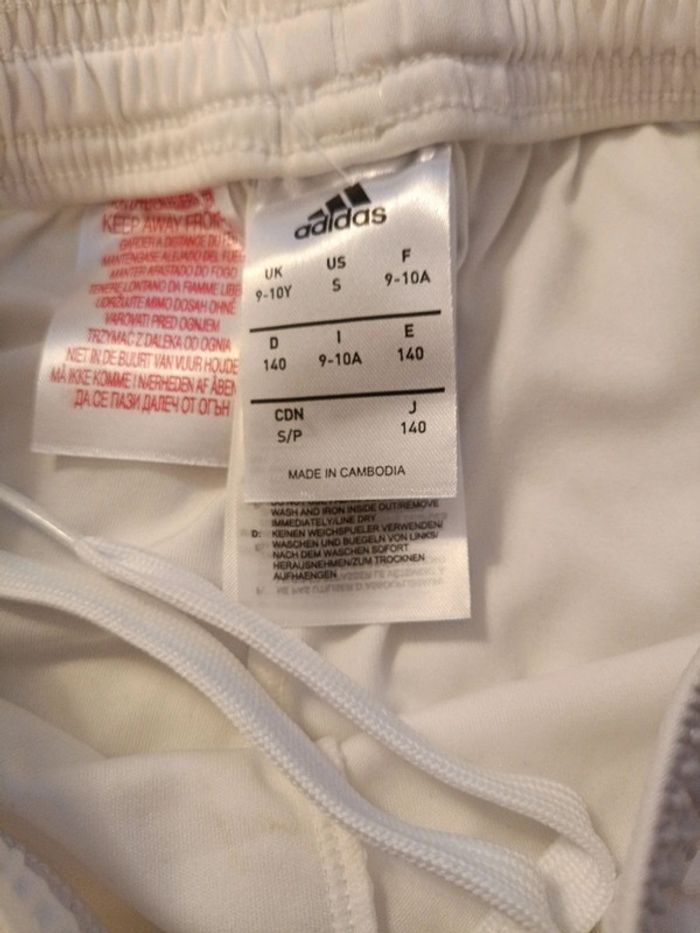 KEEP AWAY FROM
GARDER A DISTANCE DU FEU
MANTENGASE ALEJADO DEL FUEGO
MANTER AFASTADO DO FOGO
TENERE LONTANO DA FIAMME LIBERE
UDRZUJTE MIMO DOSAH OHNĚ
VAROVATI PRED OGNJEM
TRZYMAC Z DALEKA OD OGNIA
NIET IN DE BUURT VAN VUUR HOUDEN
MÅ IKKE KOMME I NÆRHEDEN AF ÅBEN
ДА СЕ ПАЗИ ДАЛЕЧ ОТ ОГЪН
adidas
UK US F
9-10Y S 9-10A
D I E
140 9-10A 140
CDN J
S/P 140
MADE IN CAMBODIA
WASH AND IRON INSIDE OUT/REMOVE
IMMEDIATELY/LINE DRY
D: KEINEN WEICHSPUELER VERWENDEN/
WASCHEN UND BUEGELN VON LINKS/
NACH DEM WASCHEN SOFORT
HERAUSNEHMEN/ZUM TROCKNEN
AUFHAENGEN